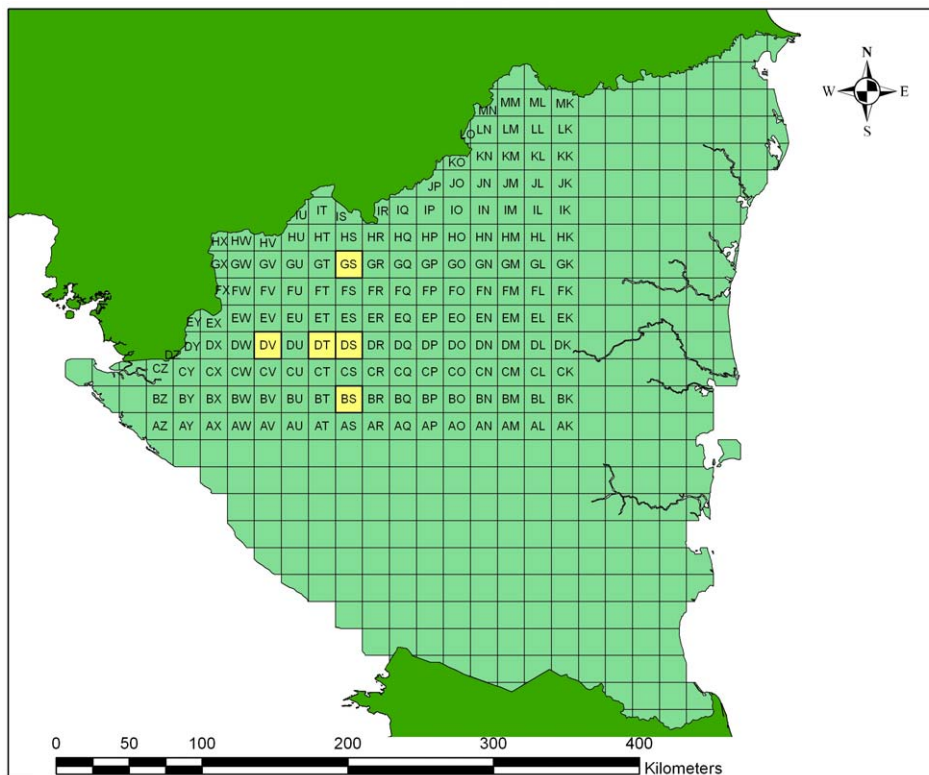 N
W E
S
MM ML MK
MN
LO LN LM LL LK
KO KN KM KL KK
JP JO JN JM JL JK
IU IT IS IR IQ IP IO IN IM IL IK
HX HW HV HU HT HS HR HQ HP HO HN HM HL HK
GX GW GV GU GT GS GR GQ GP GO GN GM GL GK
FX FW FV FU FT FS FR FQ FP FO FN FM FL FK
EY EX EW EV EU ET ES ER EQ EP EO EN EM EL EK
DZ DY DX DW DV DU DT DS DR DQ DP DO DN DM DL DK
CZ CY CX CW CV CU CT CS CR CQ CP CO CN CM CL CK
BZ BY BX BW BV BU BT BS BR BQ BP BO BN BM BL BK
AZ AY AX AW AV AU AT AS AR AQ AP AO AN AM AL AK
0 50 100 200 300 400
Kilometers